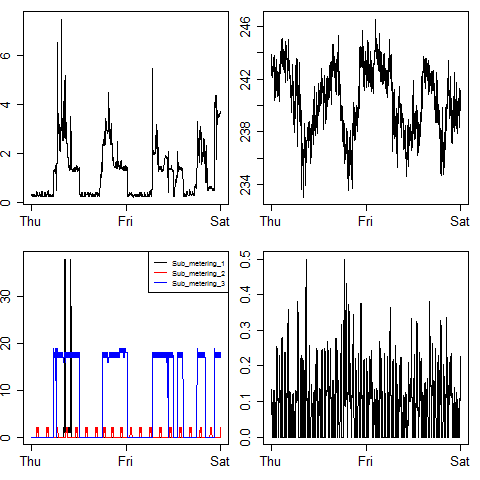 6
4
2
0
Thu Fri Sat
246
242
238
234
Thu Fri Sat
30
20
10
0
Thu Fri Sat
Sub_metering_1
Sub_metering_2
Sub_metering_3
0.5
0.4
0.3
0.2
0.1
0.0
Thu Fri Sat